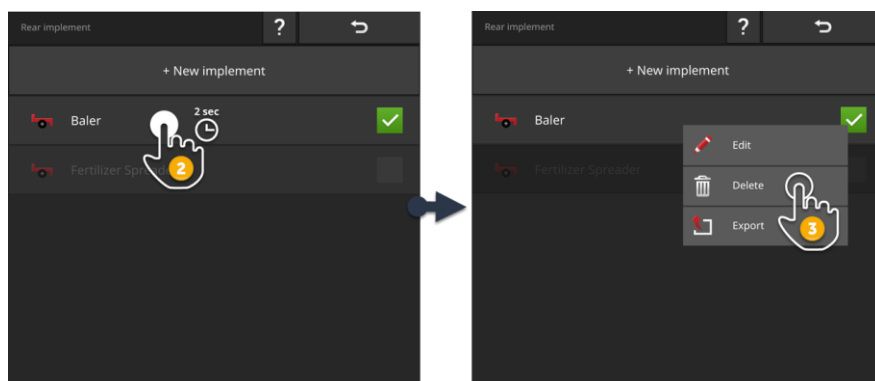 Rear implement
?
+ New implement
Baler
2 sec
Fertilizer Spreader
2
Rear implement
?
+ New implement
Baler
Edit
Fertilizer Spreader
Delete
Export
3